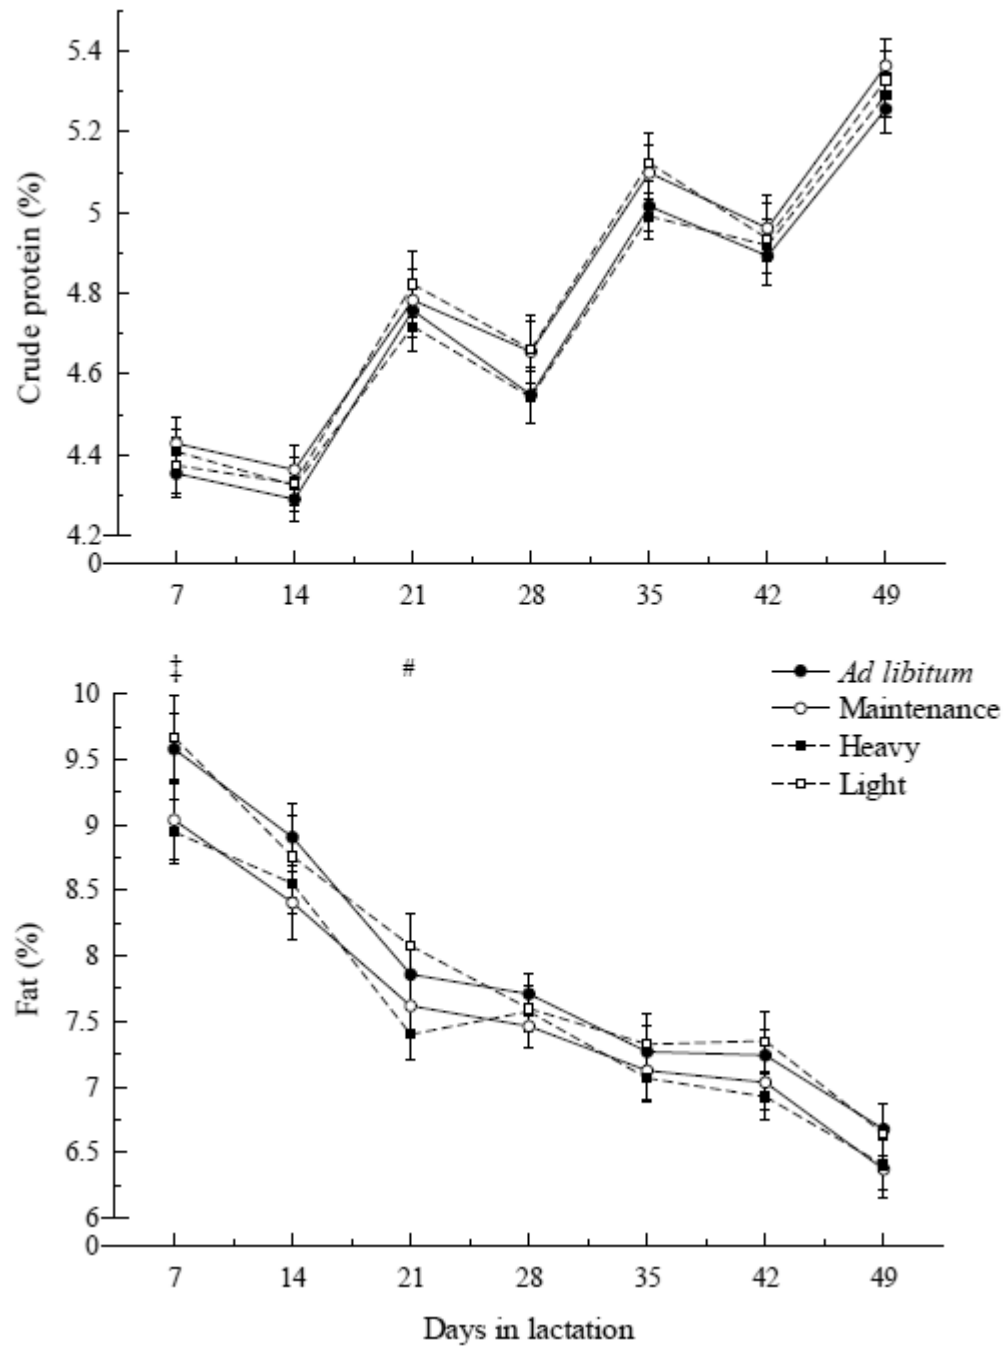 5.4
5.2
5
4.8
4.6
4.4
4.2
0
Crude protein (%)
7 14 21 28 35 42 49
‡ #
Ad libitum
Maintenance
Heavy
Light
10
9.5
9
8.5
8
7.5
7
6.5
6
0
Fat (%)
7 14 21 28 35 42 49
Days in lactation